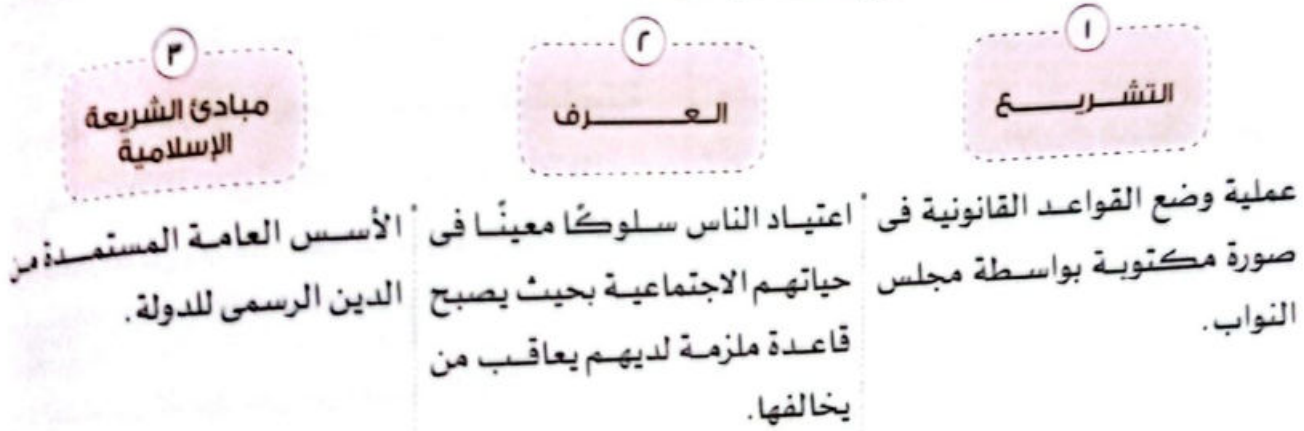 ١
التشريع
عملية وضع القواعد القانونية فى
صورة مكتوبة بواسطة مجلس
النواب.
٢
العرف
اعتياد الناس سلوكًا معينًا فى
حياتهم الاجتماعية بحيث يصبح
قاعدة ملزمة لديهم يعاقب من
يخالفها.
٣
مبادئ الشريعة
الإسلامية
الأسس العامة المستمدة من
الدين الرسمى للدولة.